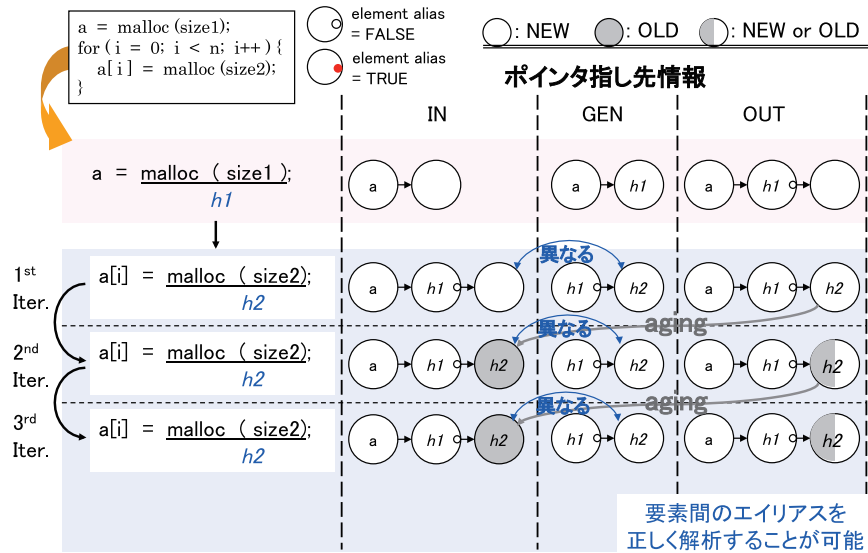 a = malloc (size1);
for ( i = 0; i < n; i++ ) {
a[ i ] = malloc (size2);
}
element alias
= FALSE
element alias
= TRUE
: NEW
: OLD
: NEW or OLD
ポインタ指し先情報
IN
GEN
OUT
a = malloc ( size1 );
h1
a
a
h1
a
h1
1st
Iter.
a[i] = malloc ( size2);
h2
a
h1
異なる
h1
h2
a
h1
h2
aging
2nd
Iter.
a[i] = malloc ( size2);
h2
a
h1
h2
異なる
h1
h2
a
h1
h2
aging
3rd
Iter.
a[i] = malloc ( size2);
h2
a
h1
h2
異なる
h1
h2
a
h1
h2
要素間のエイリアスを
正しく解析することが可能